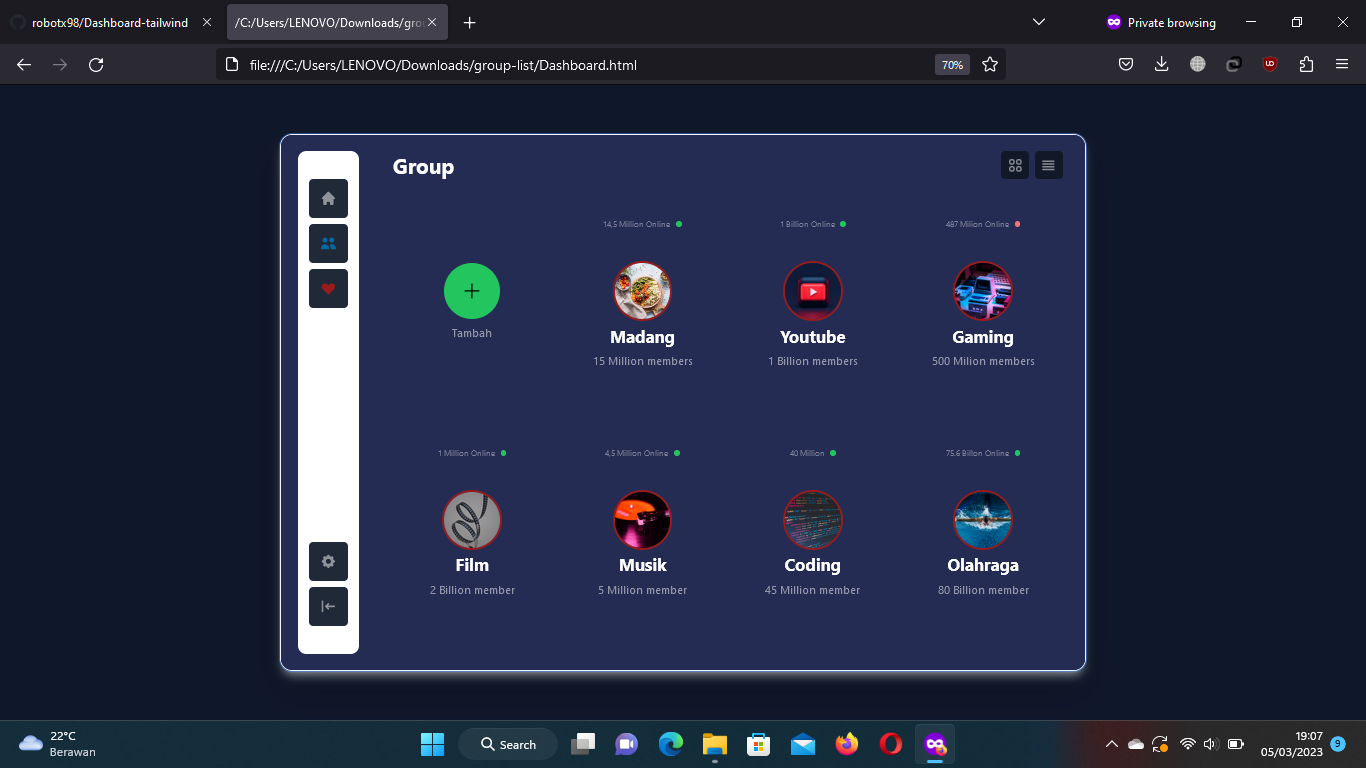 robotx98/Dashboard-tailwind
/C:/Users/LENOVO/Downloads/grou
Private browsing
file:///C:/Users/LENOVO/Downloads/group-list/Dashboard.html
70%
Group
14,5 Million Online
1 Billion Online
487 Milion Online
Tambah
Madang
Youtube
Gaming
15 Million members
1 Billion members
500 Milion members
1 Million Online
4,5 Million Online
40 Million
75.6 Billon Online
Film
Musik
Coding
Olahraga
2 Billion member
5 Million member
45 Million member
80 Billion member
22°C
Berawan
Search
19:07
05/03/2023
9